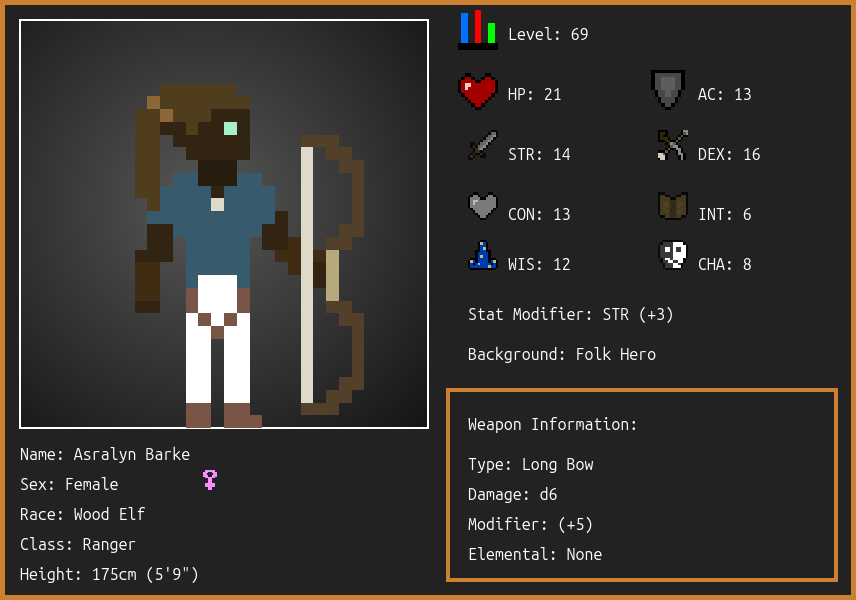 Level: 69
HP: 21
AC: 13
STR: 14
DEX: 16
CON: 13
INT: 6
WIS: 12
CHA: 8
Stat Modifier: STR (+3)
Background: Folk Hero
Weapon Information:
Type: Long Bow
Damage: d6
Modifier: (+5)
Elemental: None
Name: Asralyn Barke
Sex: Female
Race: Wood Elf
Class: Ranger
Height: 175cm (5'9")